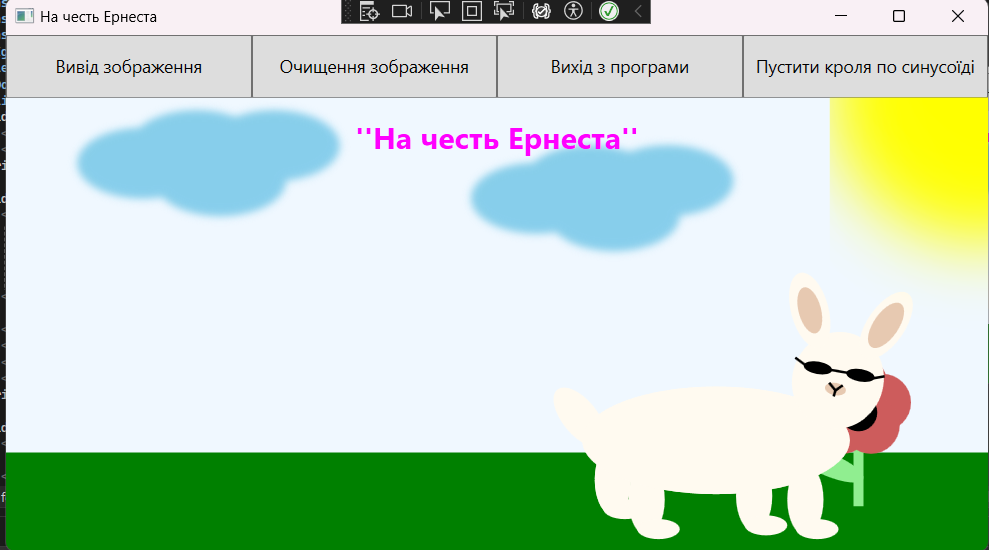 На честь Ернеста
Вивід зображення
Очищення зображення
Вихід з програми
Пустити кроля по синусоїді
''На честь Ернеста''